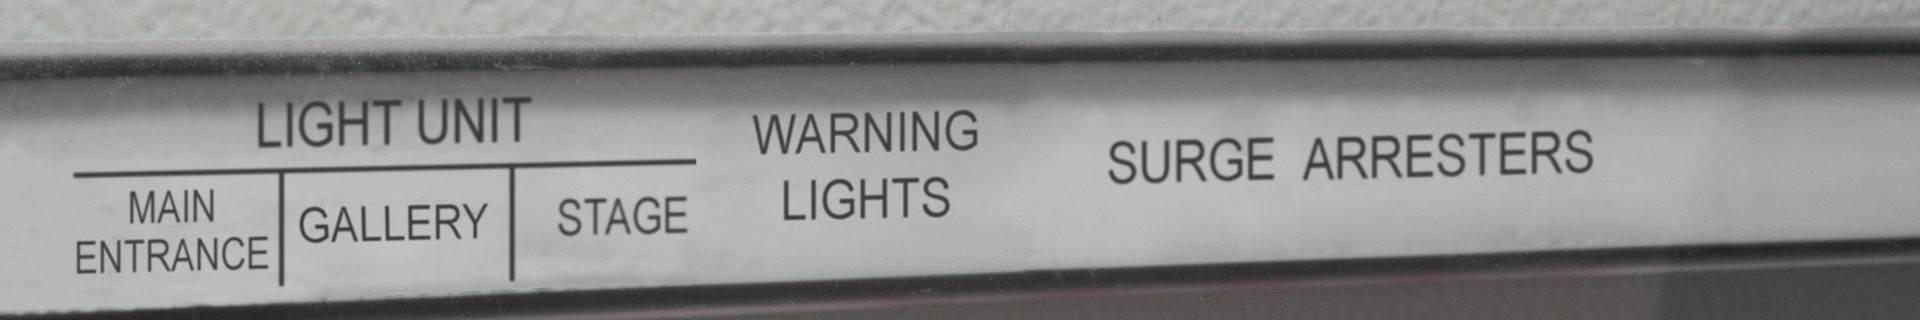 LIGHT UNIT
MAIN
ENTRANCE
GALLERY
STAGE
WARNING
LIGHTS
SURGE ARRESTERS